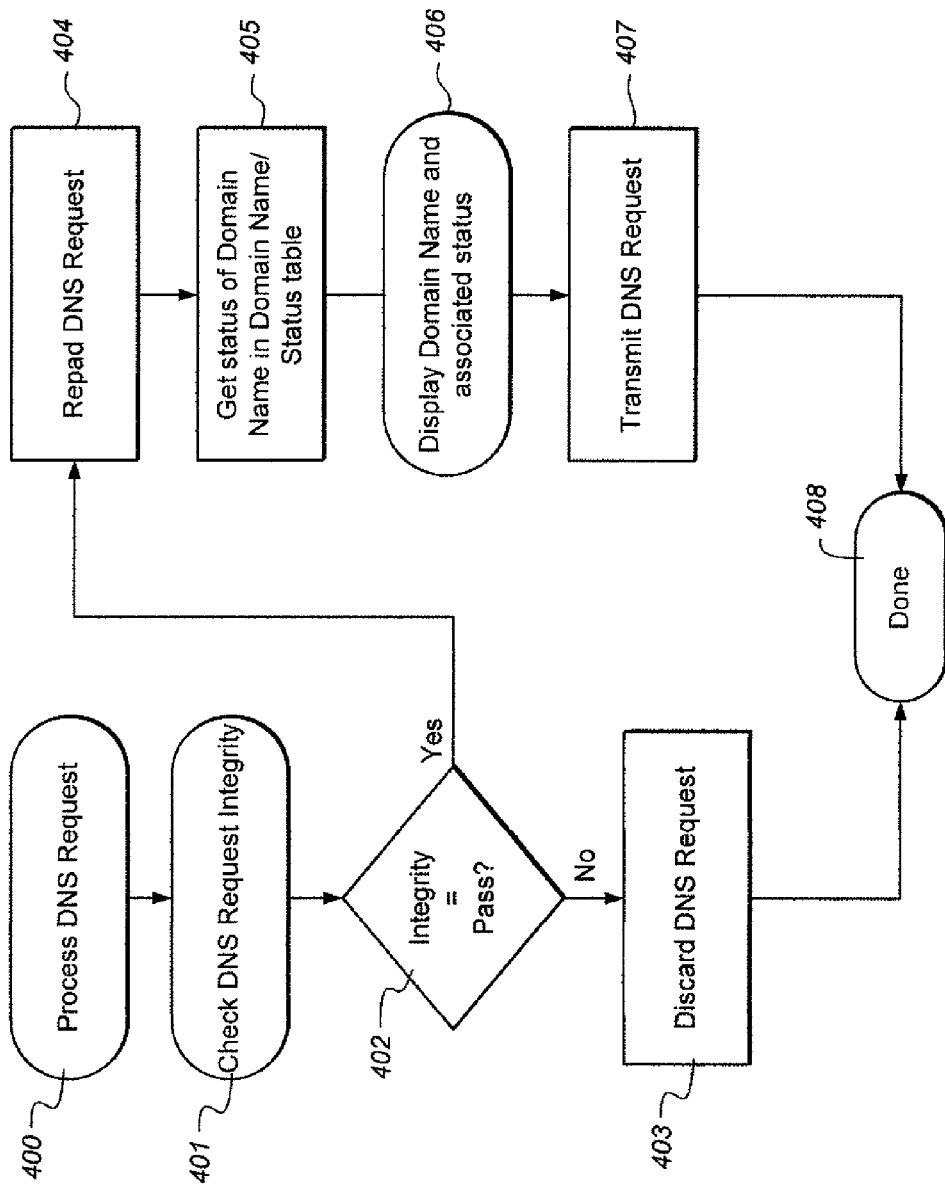 400
Process DNS Request
401
Check DNS Request Integrity
402
Integrity
=
Pass?
Yes
No
403
Discard DNS Request
404
Repad DNS Request
405
Get status of Domain
Name in Domain Name/
Status table
406
Display Domain Name and
associated status
407
Transmit DNS Request
408
Done